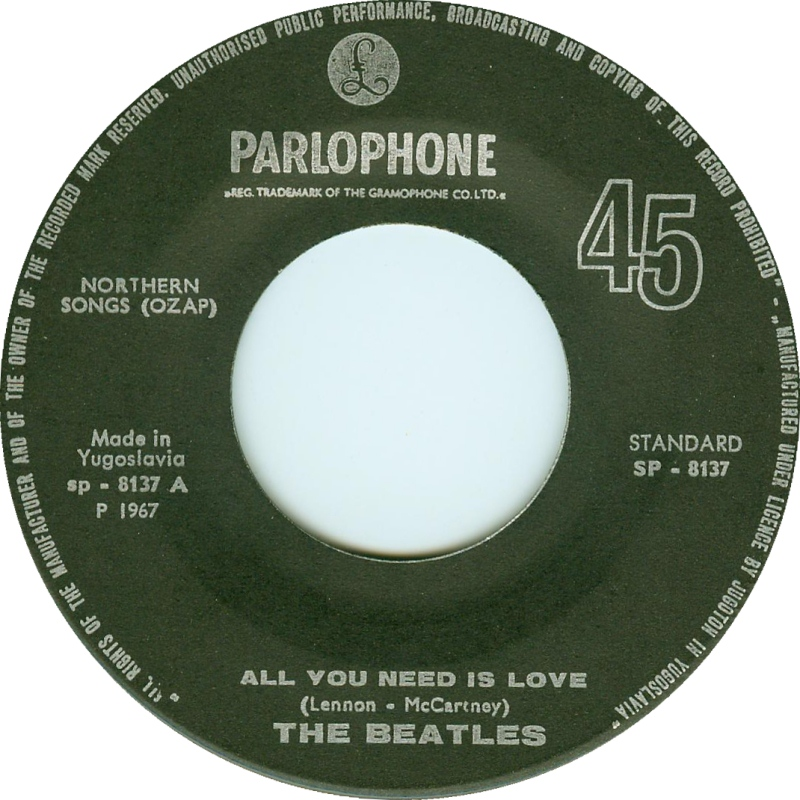 "ALL RIGHTS OF THE MANUFACTURER AND OF THE OWNER OF THE RECORDED MARK RESERVED. UNAUTHORISED PUBLIC PERFORMANCE, BROADCASTING AND COPYING OF THIS RECORD PROHIBITED" - „MANUFACTURED UNDER LICENCE BY JUGOTON IN YUGOSLAVIA"
£
PARLOPHONE
»REG. TRADEMARK OF THE GRAMOPHONE CO. LTD.«
45
NORTHERN
SONGS (OZAP)
Made in
Yugoslavia
sp - 8137 A
P 1967
STANDARD
SP - 8137
ALL YOU NEED IS LOVE
(Lennon - McCartney)
THE BEATLES